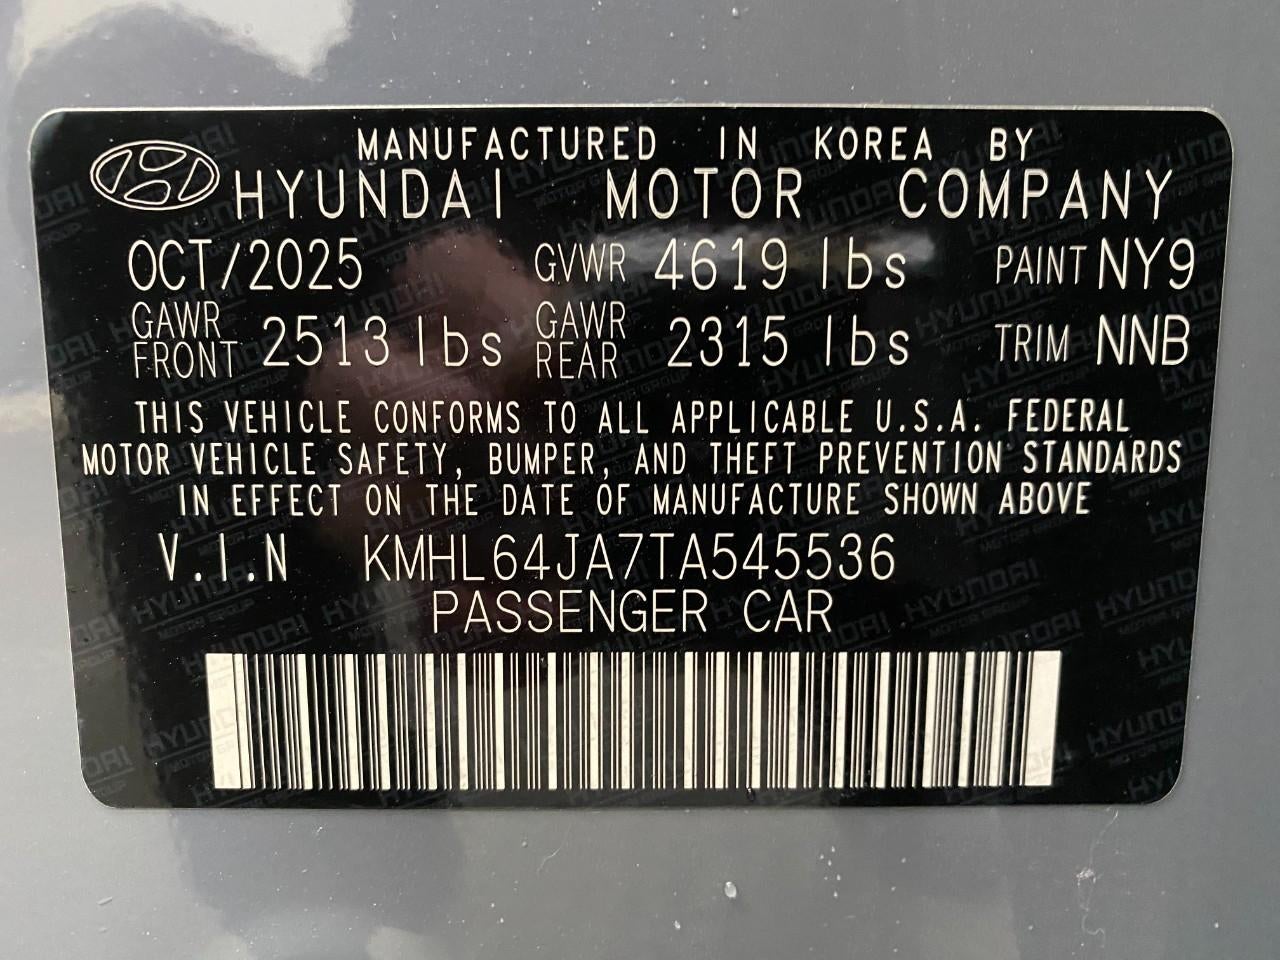 MANUFACTURED IN KOREA BY
HYUNDAI MOTOR COMPANY
OCT/2025 GVWR 4619 lbs PAINT NY9
GAWR FRONT 2513 lbs GAWR REAR 2315 lbs TRIM NNB
THIS VEHICLE CONFORMS TO ALL APPLICABLE U.S.A. FEDERAL
MOTOR VEHICLE SAFETY, BUMPER, AND THEFT PREVENTION STANDARDS
IN EFFECT ON THE DATE OF MANUFACTURE SHOWN ABOVE
V.I.N KMHL64JA7TA545536
PASSENGER CAR